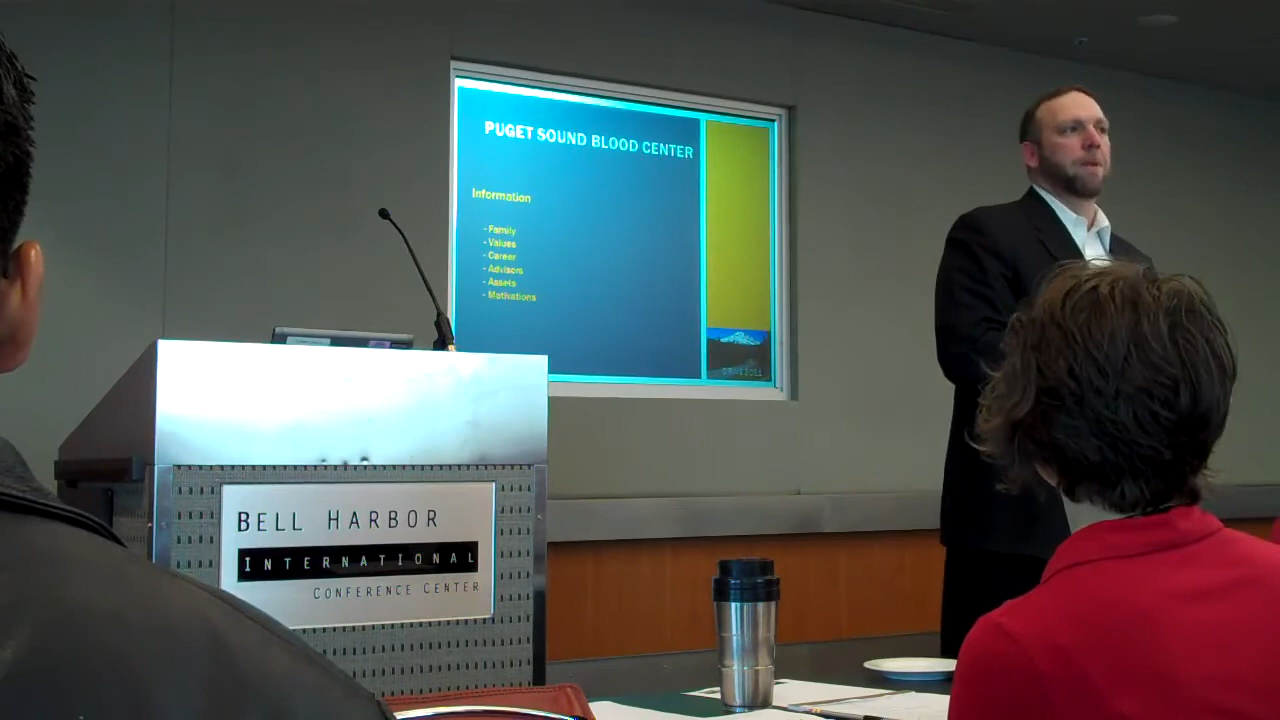 PUGET SOUND BLOOD CENTER
Information
- Family
- Values
- Career
- Advisors
- Assets
- Motivations
BELL HARBOR
INTERNATIONAL
CONFERENCE CENTER